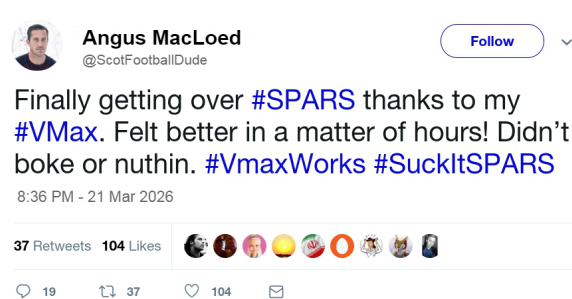 Angus MacLoed
@ScotFootballDude
Follow
Finally getting over #SPARS thanks to my
#VMax. Felt better in a matter of hours! Didn’t
boke or nuthin. #VmaxWorks #SuckItSPARS
8:36 PM - 21 Mar 2026
37 Retweets 104 Likes
19 37 104